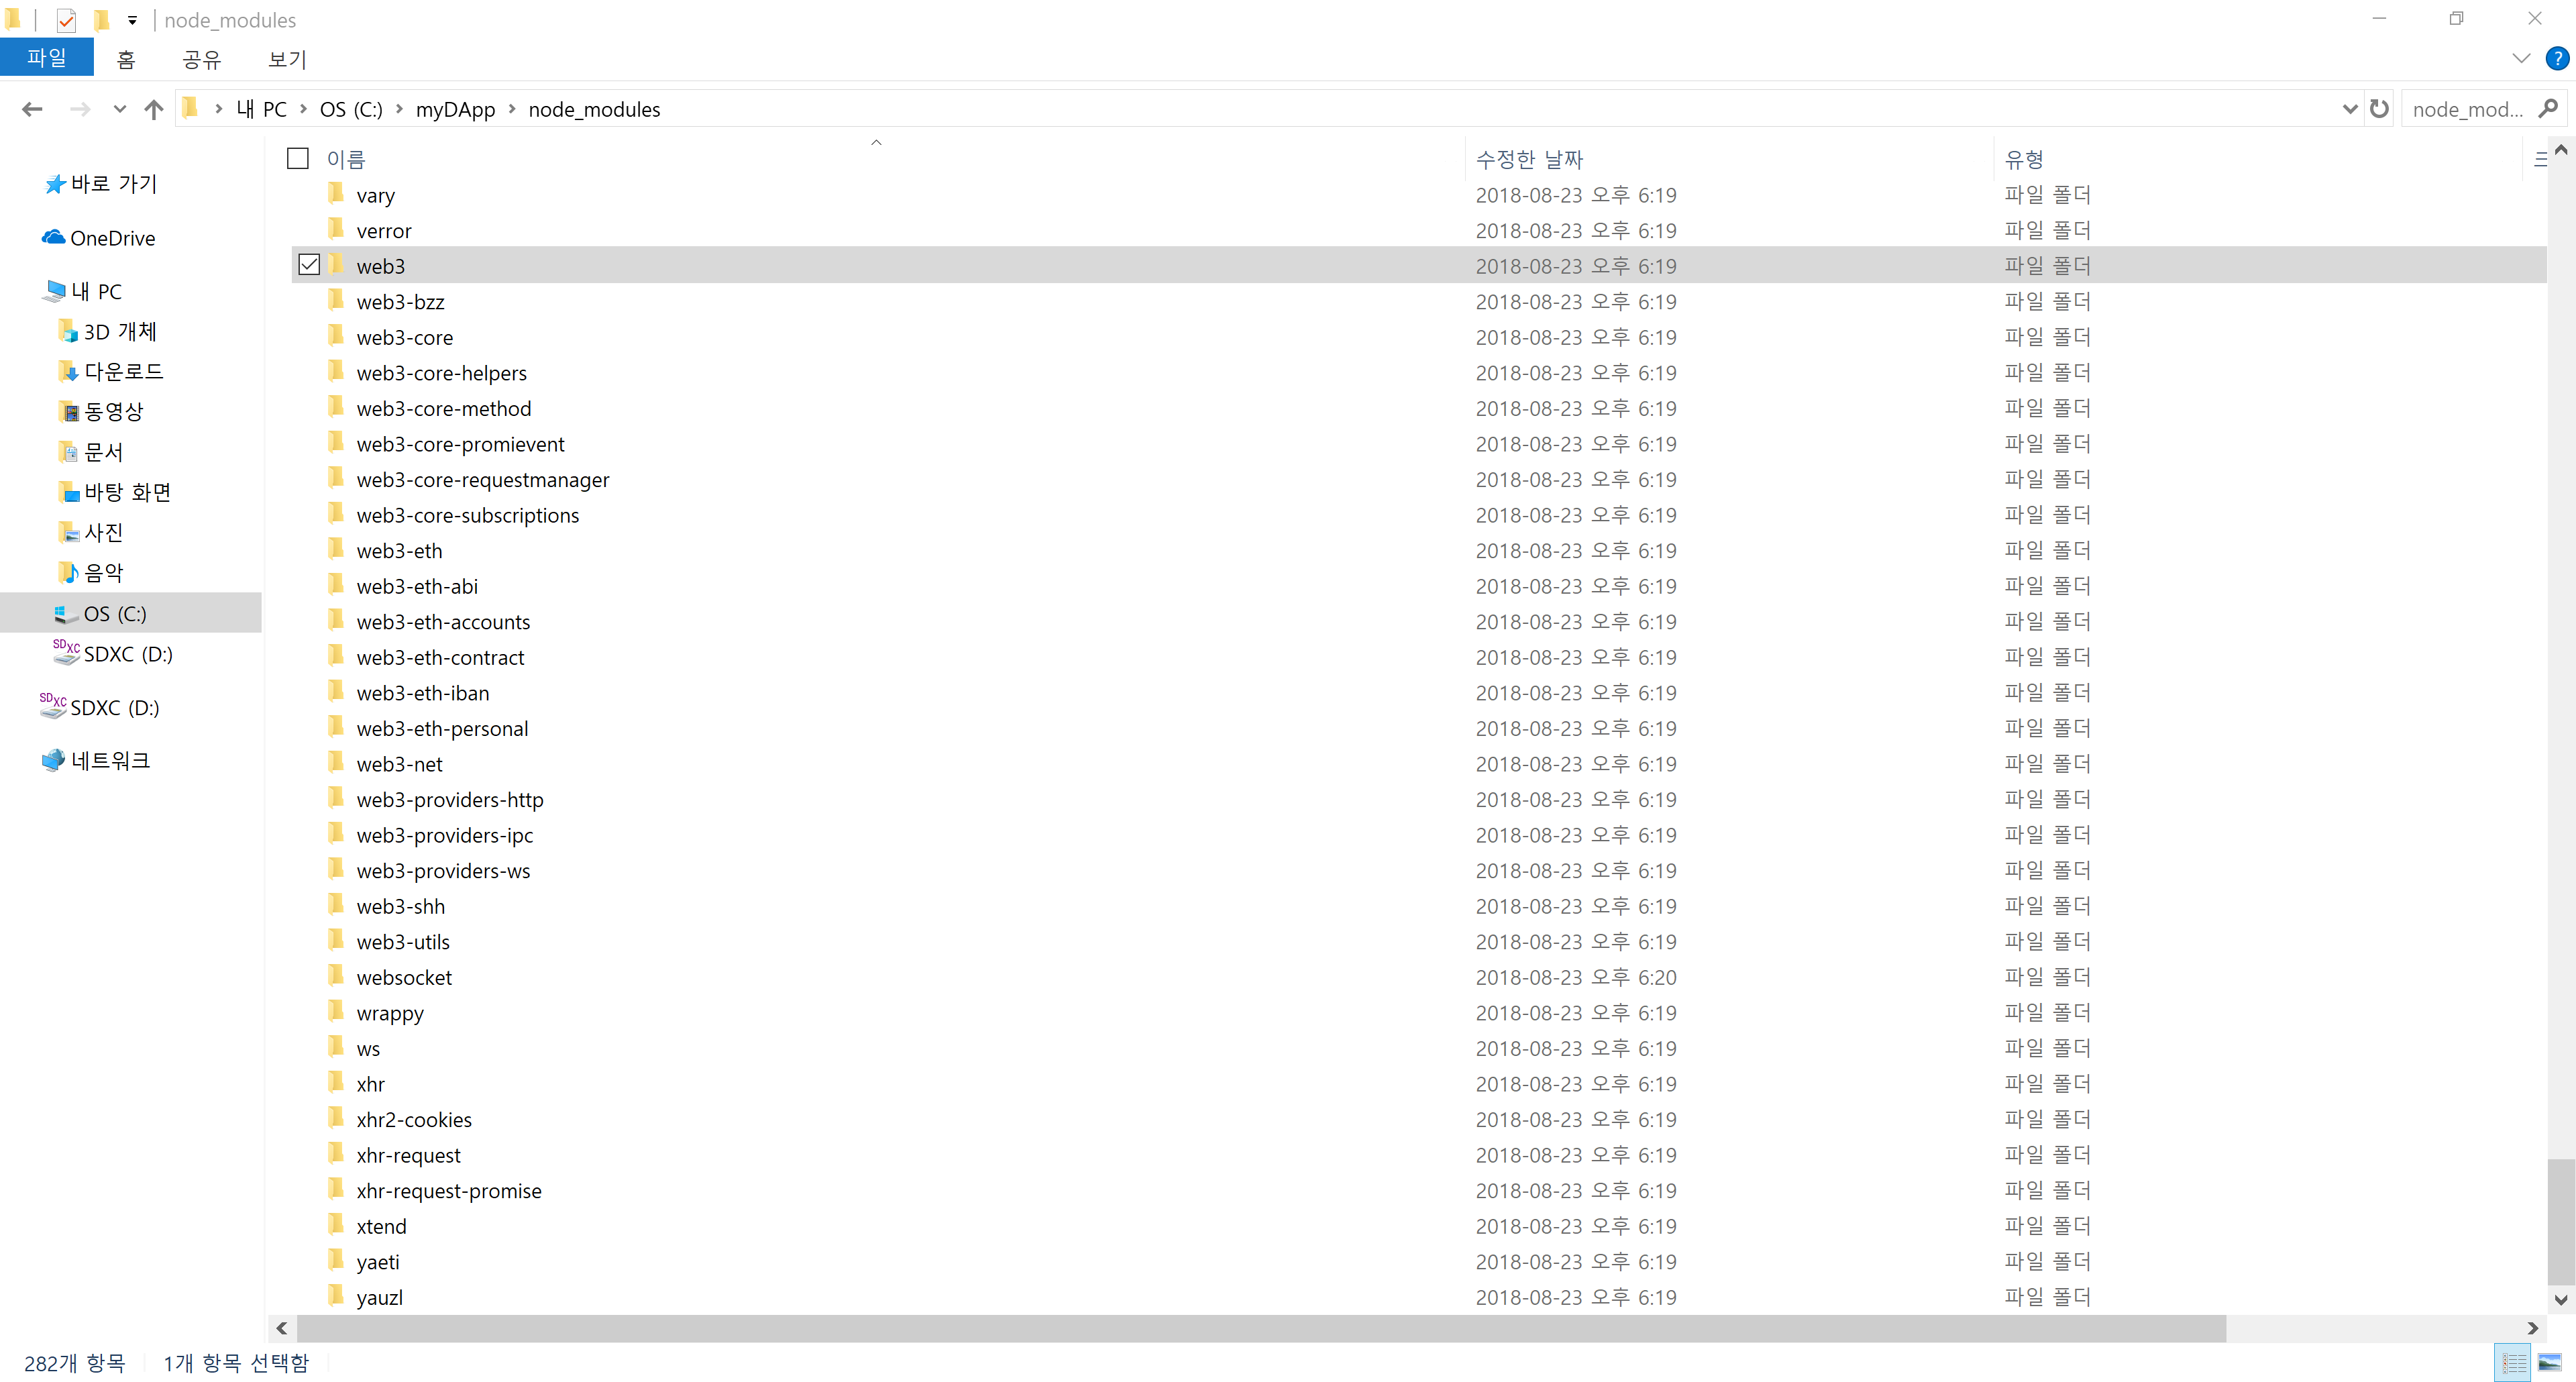 node_modules
파일 홈 공유 보기
내 PC OS (C:) myDApp node_modules
node_mod...
이름 수정한 날짜 유형
바로 가기
OneDrive
내 PC
3D 개체
다운로드
동영상
문서
바탕 화면
사진
음악
OS (C:)
SDXC SDXC (D:)
SDXC SDXC (D:)
네트워크
vary 2018-08-23 오후 6:19 파일 폴더
verror 2018-08-23 오후 6:19 파일 폴더
web3 2018-08-23 오후 6:19 파일 폴더
web3-bzz 2018-08-23 오후 6:19 파일 폴더
web3-core 2018-08-23 오후 6:19 파일 폴더
web3-core-helpers 2018-08-23 오후 6:19 파일 폴더
web3-core-method 2018-08-23 오후 6:19 파일 폴더
web3-core-promievent 2018-08-23 오후 6:19 파일 폴더
web3-core-requestmanager 2018-08-23 오후 6:19 파일 폴더
web3-core-subscriptions 2018-08-23 오후 6:19 파일 폴더
web3-eth 2018-08-23 오후 6:19 파일 폴더
web3-eth-abi 2018-08-23 오후 6:19 파일 폴더
web3-eth-accounts 2018-08-23 오후 6:19 파일 폴더
web3-eth-contract 2018-08-23 오후 6:19 파일 폴더
web3-eth-iban 2018-08-23 오후 6:19 파일 폴더
web3-eth-personal 2018-08-23 오후 6:19 파일 폴더
web3-net 2018-08-23 오후 6:19 파일 폴더
web3-providers-http 2018-08-23 오후 6:19 파일 폴더
web3-providers-ipc 2018-08-23 오후 6:19 파일 폴더
web3-providers-ws 2018-08-23 오후 6:19 파일 폴더
web3-shh 2018-08-23 오후 6:19 파일 폴더
web3-utils 2018-08-23 오후 6:19 파일 폴더
websocket 2018-08-23 오후 6:20 파일 폴더
wrappy 2018-08-23 오후 6:19 파일 폴더
ws 2018-08-23 오후 6:19 파일 폴더
xhr 2018-08-23 오후 6:19 파일 폴더
xhr2-cookies 2018-08-23 오후 6:19 파일 폴더
xhr-request 2018-08-23 오후 6:19 파일 폴더
xhr-request-promise 2018-08-23 오후 6:19 파일 폴더
xtend 2018-08-23 오후 6:19 파일 폴더
yaeti 2018-08-23 오후 6:19 파일 폴더
yauzl 2018-08-23 오후 6:19 파일 폴더
282개 항목 1개 항목 선택함